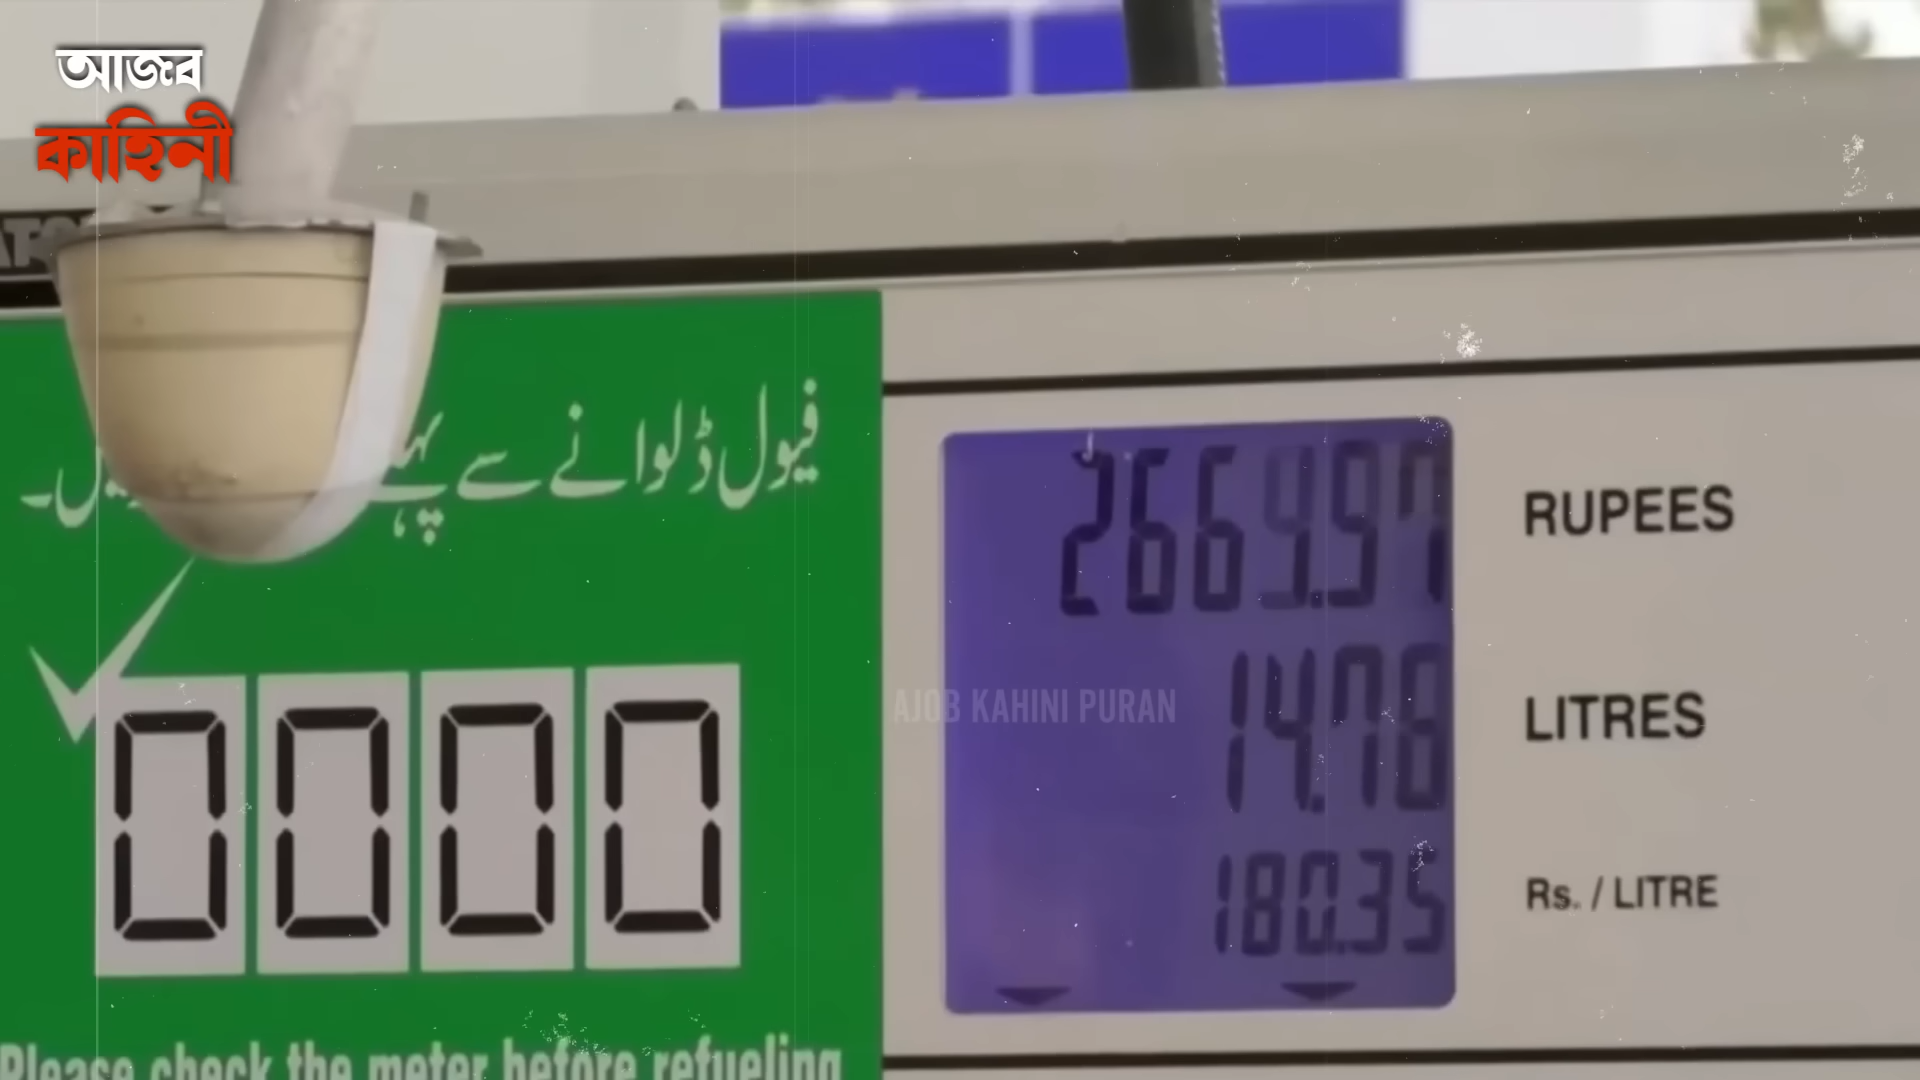 আজব
কাহিনী
فیول ڈلوانے سے پہلے
0000
Please check the meter before refueling
2664.97
RUPEES
AJOB KAHINI PURAN
14.78
LITRES
180.35
Rs. / LITRE